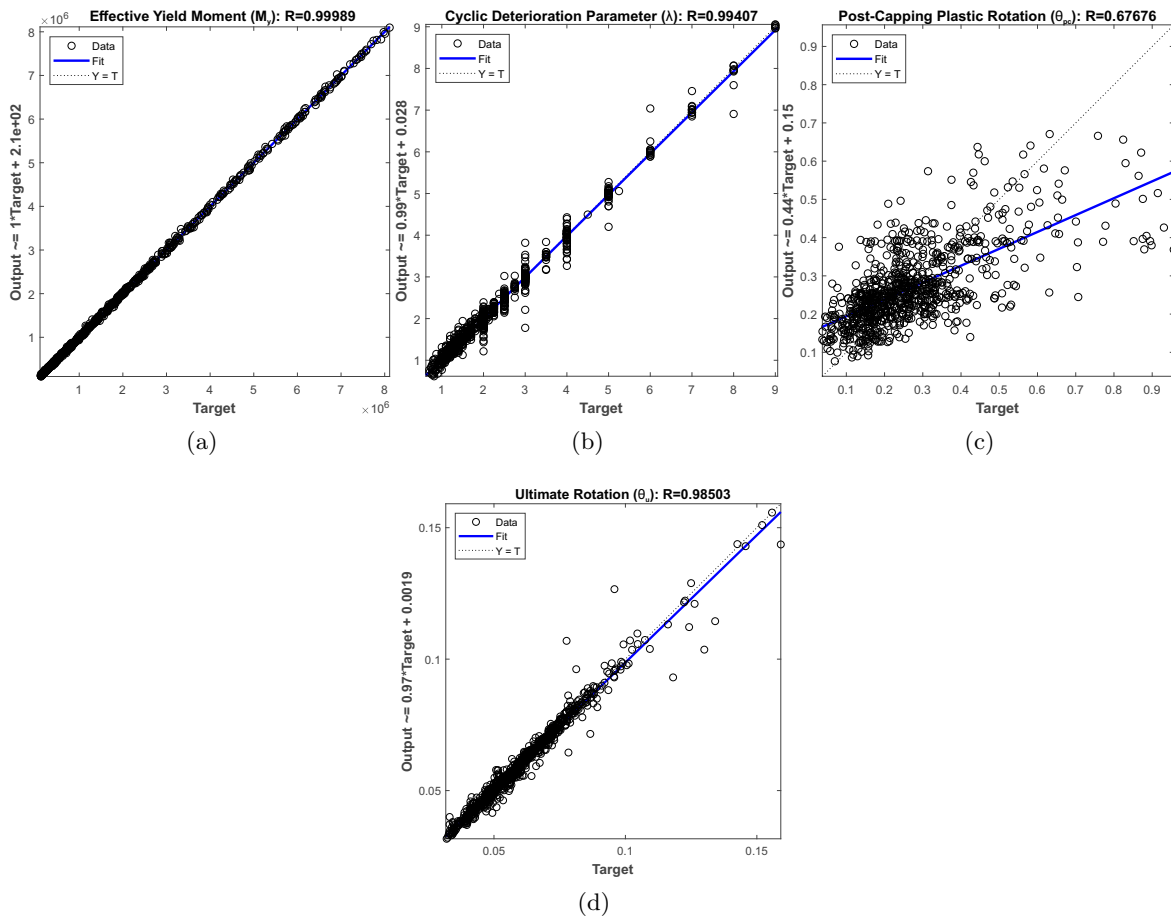 Effective Yield Moment (My): R=0.99989
Output ~= 1*Target + 2.1e+02
×10^6
8
7
6
5
4
3
2
1
Data
Fit
Y = T
1 2 3 4 5 6 7 8
×10^6
Target
(a)
Cyclic Deterioration Parameter (λ): R=0.99407
Output ~= 0.99*Target + 0.028
9
8
7
6
5
4
3
2
1
Data
Fit
Y = T
1 2 3 4 5 6 7 8 9
Target
(b)
Post-Capping Plastic Rotation (θpc): R=0.67676
Output ~= 0.44*Target + 0.15
0.9
0.8
0.7
0.6
0.5
0.4
0.3
0.2
0.1
Data
Fit
Y = T
0.1 0.2 0.3 0.4 0.5 0.6 0.7 0.8 0.9
Target
(c)
Ultimate Rotation (θu): R=0.98503
Output ~= 0.97*Target + 0.0019
0.15
0.1
0.05
Data
Fit
Y = T
0.05 0.1 0.15
Target
(d)